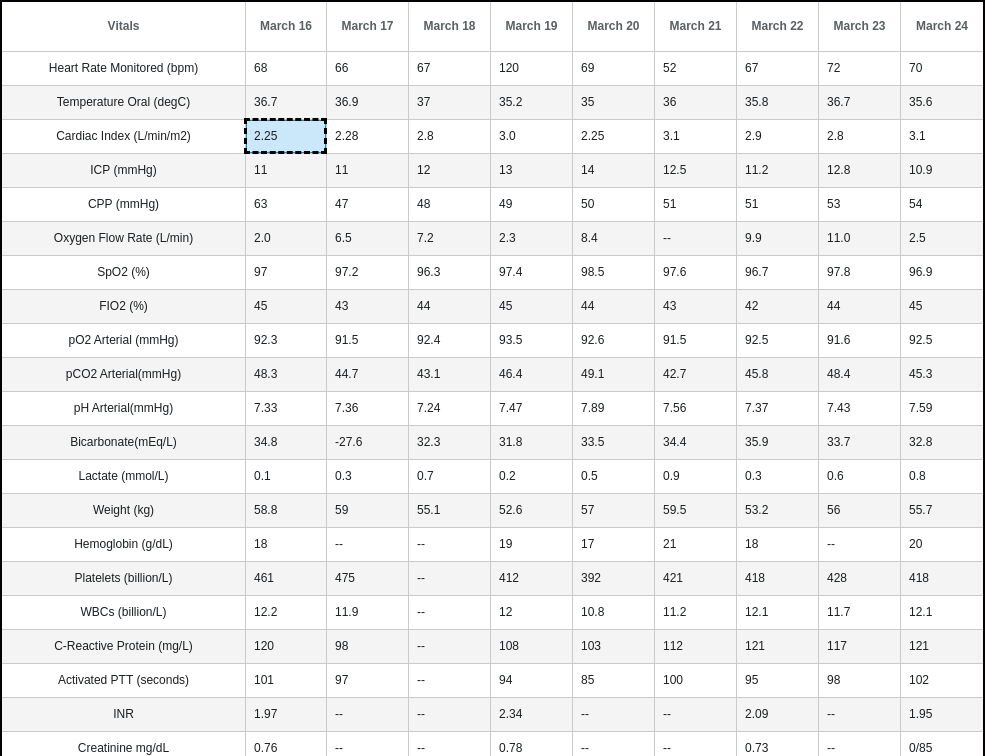 Vitals March 16 March 17 March 18 March 19 March 20 March 21 March 22 March 23 March 24
Heart Rate Monitored (bpm) 68 66 67 120 69 52 67 72 70
Temperature Oral (degC) 36.7 36.9 37 35.2 35 36 35.8 36.7 35.6
Cardiac Index (L/min/m2) 2.25 2.28 2.8 3.0 2.25 3.1 2.9 2.8 3.1
ICP (mmHg) 11 11 12 13 14 12.5 11.2 12.8 10.9
CPP (mmHg) 63 47 48 49 50 51 51 53 54
Oxygen Flow Rate (L/min) 2.0 6.5 7.2 2.3 8.4 -- 9.9 11.0 2.5
SpO2 (%) 97 97.2 96.3 97.4 98.5 97.6 96.7 97.8 96.9
FIO2 (%) 45 43 44 45 44 43 42 44 45
pO2 Arterial (mmHg) 92.3 91.5 92.4 93.5 92.6 91.5 92.5 91.6 92.5
pCO2 Arterial(mmHg) 48.3 44.7 43.1 46.4 49.1 42.7 45.8 48.4 45.3
pH Arterial(mmHg) 7.33 7.36 7.24 7.47 7.89 7.56 7.37 7.43 7.59
Bicarbonate(mEq/L) 34.8 -27.6 32.3 31.8 33.5 34.4 35.9 33.7 32.8
Lactate (mmol/L) 0.1 0.3 0.7 0.2 0.5 0.9 0.3 0.6 0.8
Weight (kg) 58.8 59 55.1 52.6 57 59.5 53.2 56 55.7
Hemoglobin (g/dL) 18 -- -- 19 17 21 18 -- 20
Platelets (billion/L) 461 475 -- 412 392 421 418 428 418
WBCs (billion/L) 12.2 11.9 -- 12 10.8 11.2 12.1 11.7 12.1
C-Reactive Protein (mg/L) 120 98 -- 108 103 112 121 117 121
Activated PTT (seconds) 101 97 -- 94 85 100 95 98 102
INR 1.97 -- -- 2.34 -- -- 2.09 -- 1.95
Creatinine mg/dL 0.76 -- -- 0.78 -- -- 0.73 -- 0/85